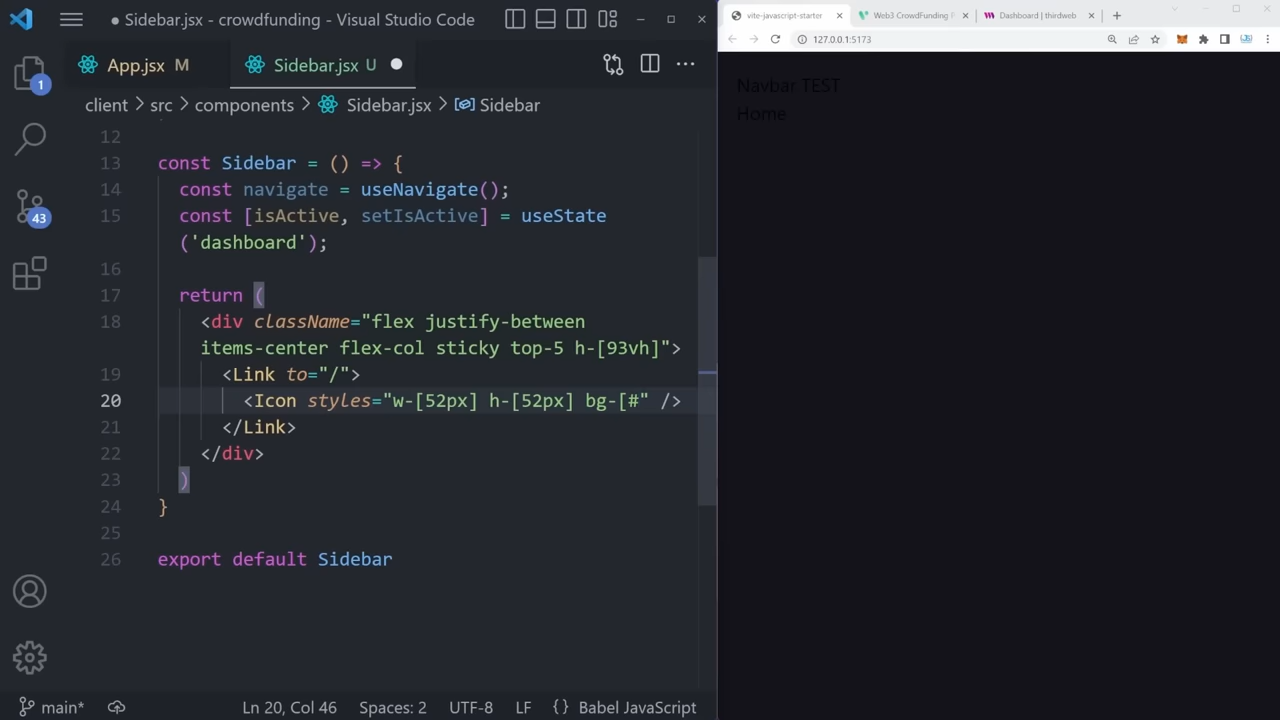 ● Sidebar.jsx - crowdfunding - Visual Studio Code
App.jsx M
Sidebar.jsx U
client > src > components > Sidebar.jsx > Sidebar
12
13 const Sidebar = () => {
14 const navigate = useNavigate();
15 const [isActive, setIsActive] = useState
('dashboard');
16
17 return (
18 <div className="flex justify-between
items-center flex-col sticky top-5 h-[93vh]">
19 <Link to="/">
20 <Icon styles="w-[52px] h-[52px] bg-[#" />
21 </Link>
22 </div>
23 )
24 }
25
26 export default Sidebar
1
43
main* Ln 20, Col 46 Spaces: 2 UTF-8 LF {} Babel JavaScript
vite-javascript-starter
Web3 CrowdFunding
Dashboard | thirdweb
127.0.0.1:5173
Navbar TEST
Home